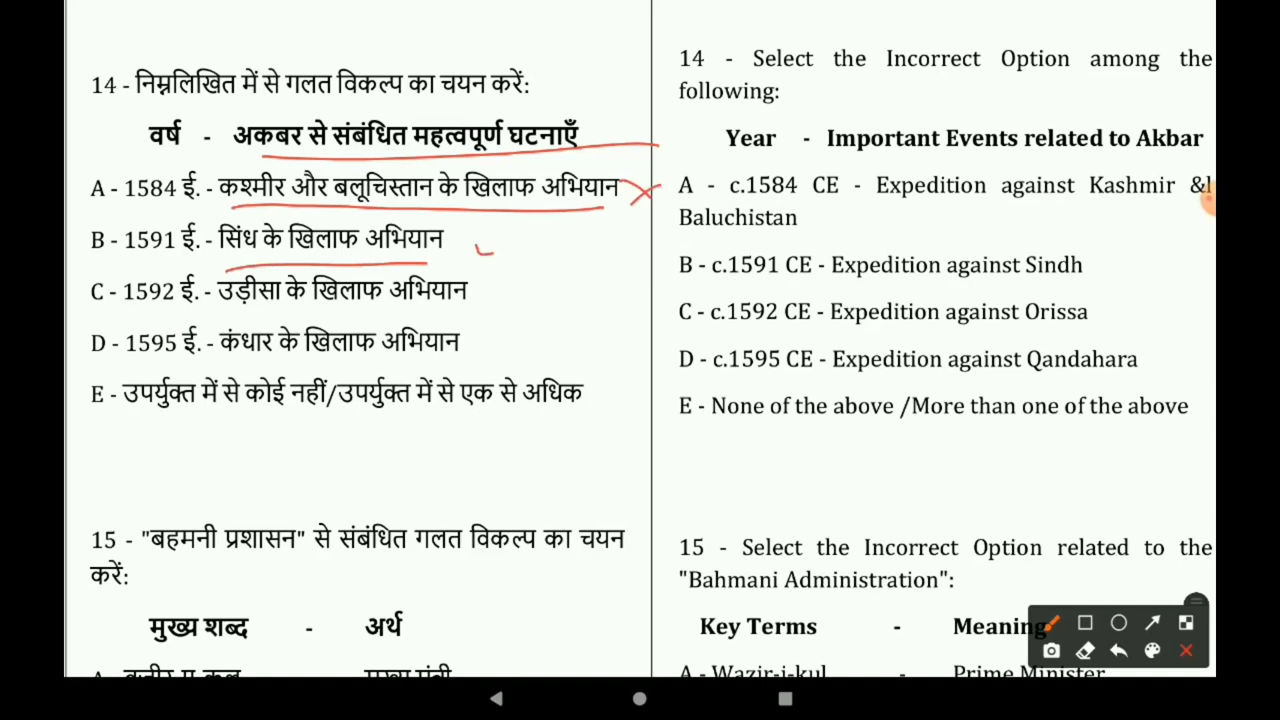 14 - निम्नलिखित में से गलत विकल्प का चयन करें:
वर्ष - अकबर से संबंधित महत्वपूर्ण घटनाएँ
A - 1584 ई. - कश्मीर और बलूचिस्तान के खिलाफ अभियान
B - 1591 ई. - सिंध के खिलाफ अभियान
C - 1592 ई. - उड़ीसा के खिलाफ अभियान
D - 1595 ई. - कंधार के खिलाफ अभियान
E - उपर्युक्त में से कोई नहीं/उपर्युक्त में से एक से अधिक
15 - "बहमनी प्रशासन" से संबंधित गलत विकल्प का चयन
करें:
मुख्य शब्द - अर्थ
14 - Select the Incorrect Option among the
following:
Year - Important Events related to Akbar
A - c.1584 CE - Expedition against Kashmir &
Baluchistan
B - c.1591 CE - Expedition against Sindh
C - c.1592 CE - Expedition against Orissa
D - c.1595 CE - Expedition against Qandahara
E - None of the above /More than one of the above
15 - Select the Incorrect Option related to the
"Bahmani Administration":
Key Terms - Meaning
A - Wazir-i-kul - Prime Minister